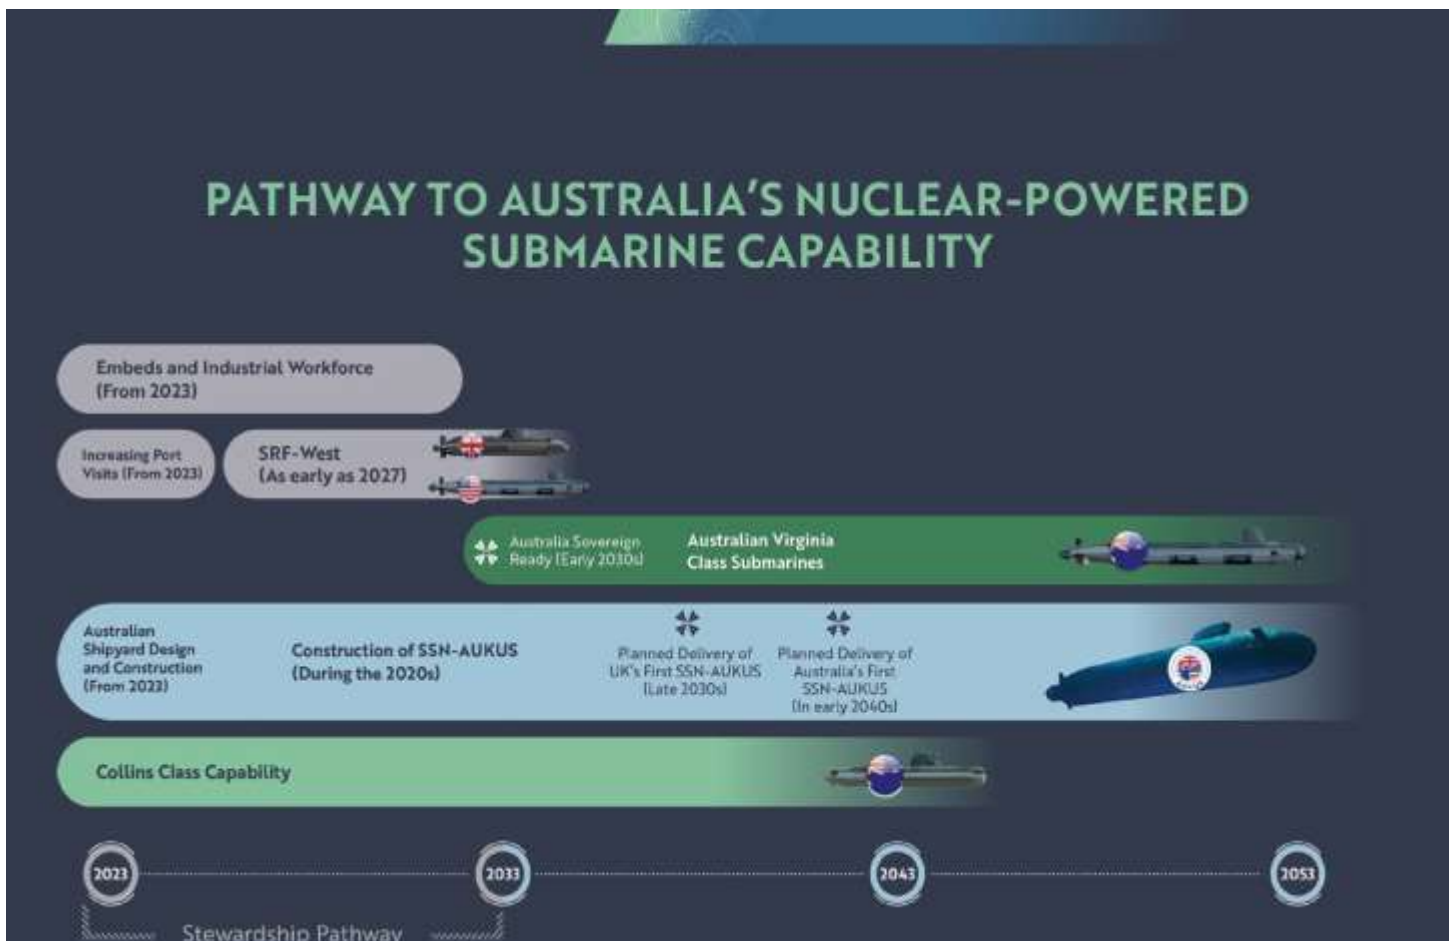 PATHWAY TO AUSTRALIA'S NUCLEAR-POWERED
SUBMARINE CAPABILITY
Embeds and Industrial Workforce
(From 2023)
Increasing Port
Visits (From 2023)
SRF-West
(As early as 2027)
Australia Sovereign
Ready (Early 2030s)
Australian Virginia
Class Submarines
Australian
Shipyard Design
and Construction
(From 2023)
Construction of SSN-AUKUS
(During the 2020s)
Planned Delivery of
UK's First SSN-AUKUS
(Late 2030s)
Planned Delivery of
Australia's First
SSN-AUKUS
(In early 2040s)
Collins Class Capability
2023
2033
2043
2053
Stewardship Pathway